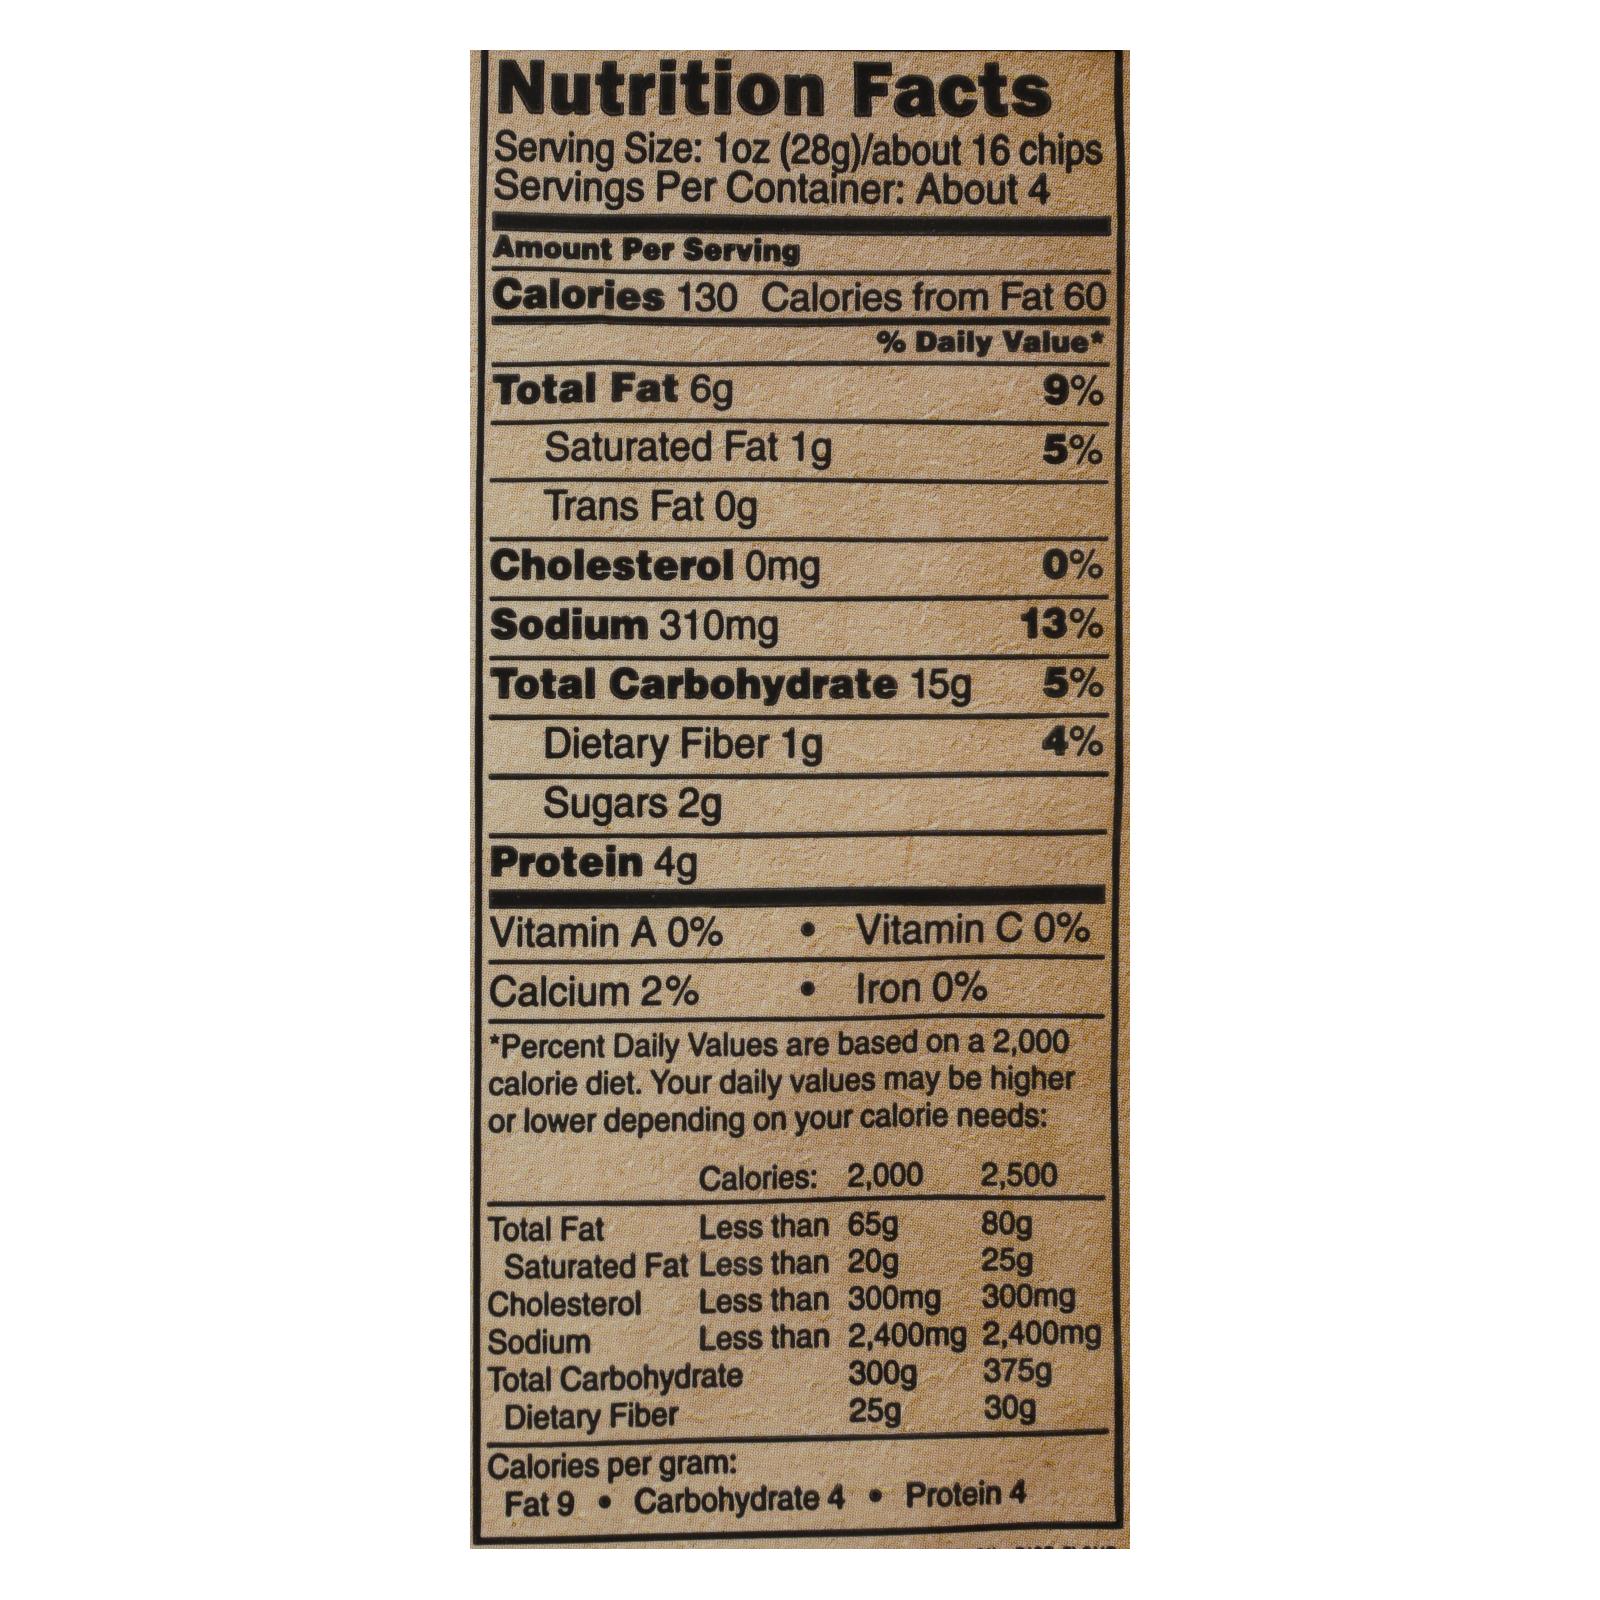 Nutrition Facts
Serving Size: 1oz (28g)/about 16 chips
Servings Per Container: About 4
Amount Per Serving
Calories 130 Calories from Fat 60
% Daily Value*
Total Fat 6g 9%
Saturated Fat 1g 5%
Trans Fat 0g
Cholesterol 0mg 0%
Sodium 310mg 13%
Total Carbohydrate 15g 5%
Dietary Fiber 1g 4%
Sugars 2g
Protein 4g
Vitamin A 0% • Vitamin C 0%
Calcium 2% • Iron 0%
*Percent Daily Values are based on a 2,000
calorie diet. Your daily values may be higher
or lower depending on your calorie needs:
Calories: 2,000 2,500
Total Fat Less than 65g 80g
Saturated Fat Less than 20g 25g
Cholesterol Less than 300mg 300mg
Sodium Less than 2,400mg 2,400mg
Total Carbohydrate 300g 375g
Dietary Fiber 25g 30g
Calories per gram:
Fat 9 • Carbohydrate 4 • Protein 4